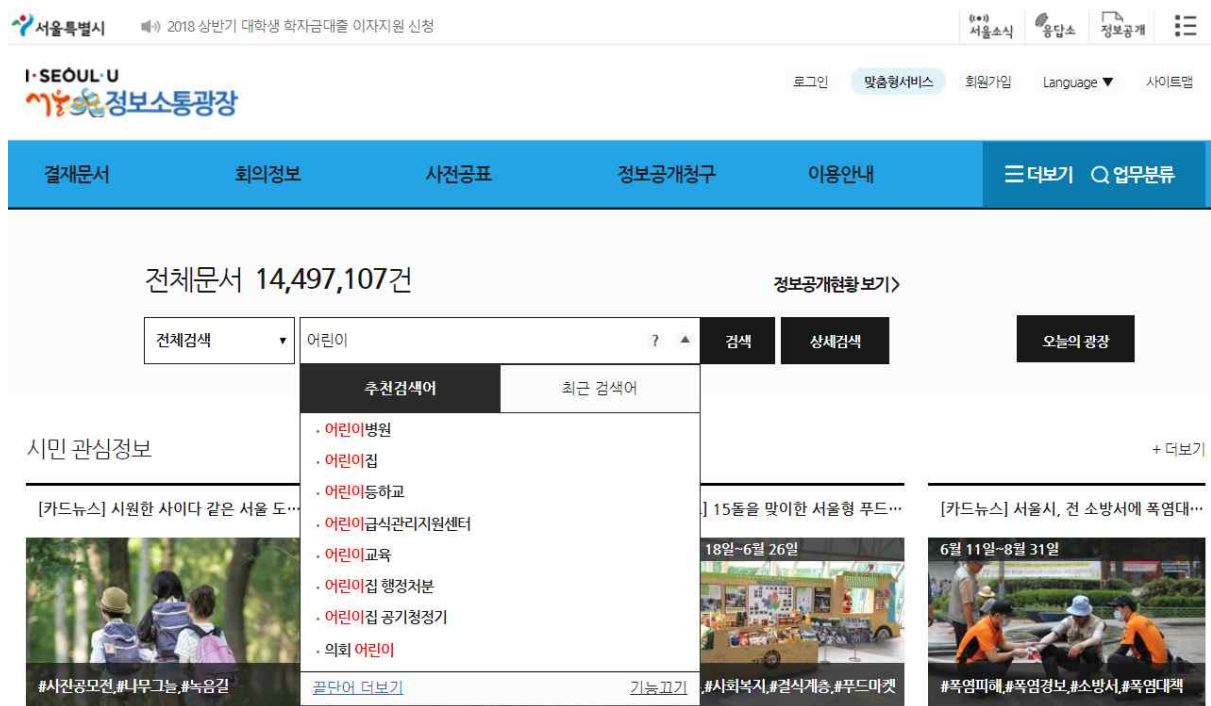 서울특별시 2018 상반기 대학생 학자금대출 이자지원 신청 서울소식 응답소 정보공개
I·SEOUL·U
서울 정보소통광장
로그인 맞춤형서비스 회원가입 Language ▼ 사이트맵
결재문서 회의정보 사전공표 정보공개청구 이용안내 더보기 업무분류
전체문서 14,497,107건 정보공개현황 보기 >
전체검색 ▼ 어린이 ? ▲ 검색 상세검색 오늘의 광장
추천검색어 최근 검색어
· 어린이병원
· 어린이집
· 어린이등하교
· 어린이급식관리지원센터
· 어린이교육
· 어린이집 행정처분
· 어린이집 공기청정기
· 의회 어린이
끝단어 더보기 기능끄기
시민 관심정보 + 더보기
[카드뉴스] 시원한 사이다 같은 서울 도… ] 15돌을 맞이한 서울형 푸드… [카드뉴스] 서울시, 전 소방서에 폭염대…
18일~6월 26일 6월 11일~8월 31일
#사진공모전,#나무그늘,#녹음길 ,#사회복지,#결식계층,#푸드마켓 #폭염피해,#폭염경보,#소방서,#폭염대책